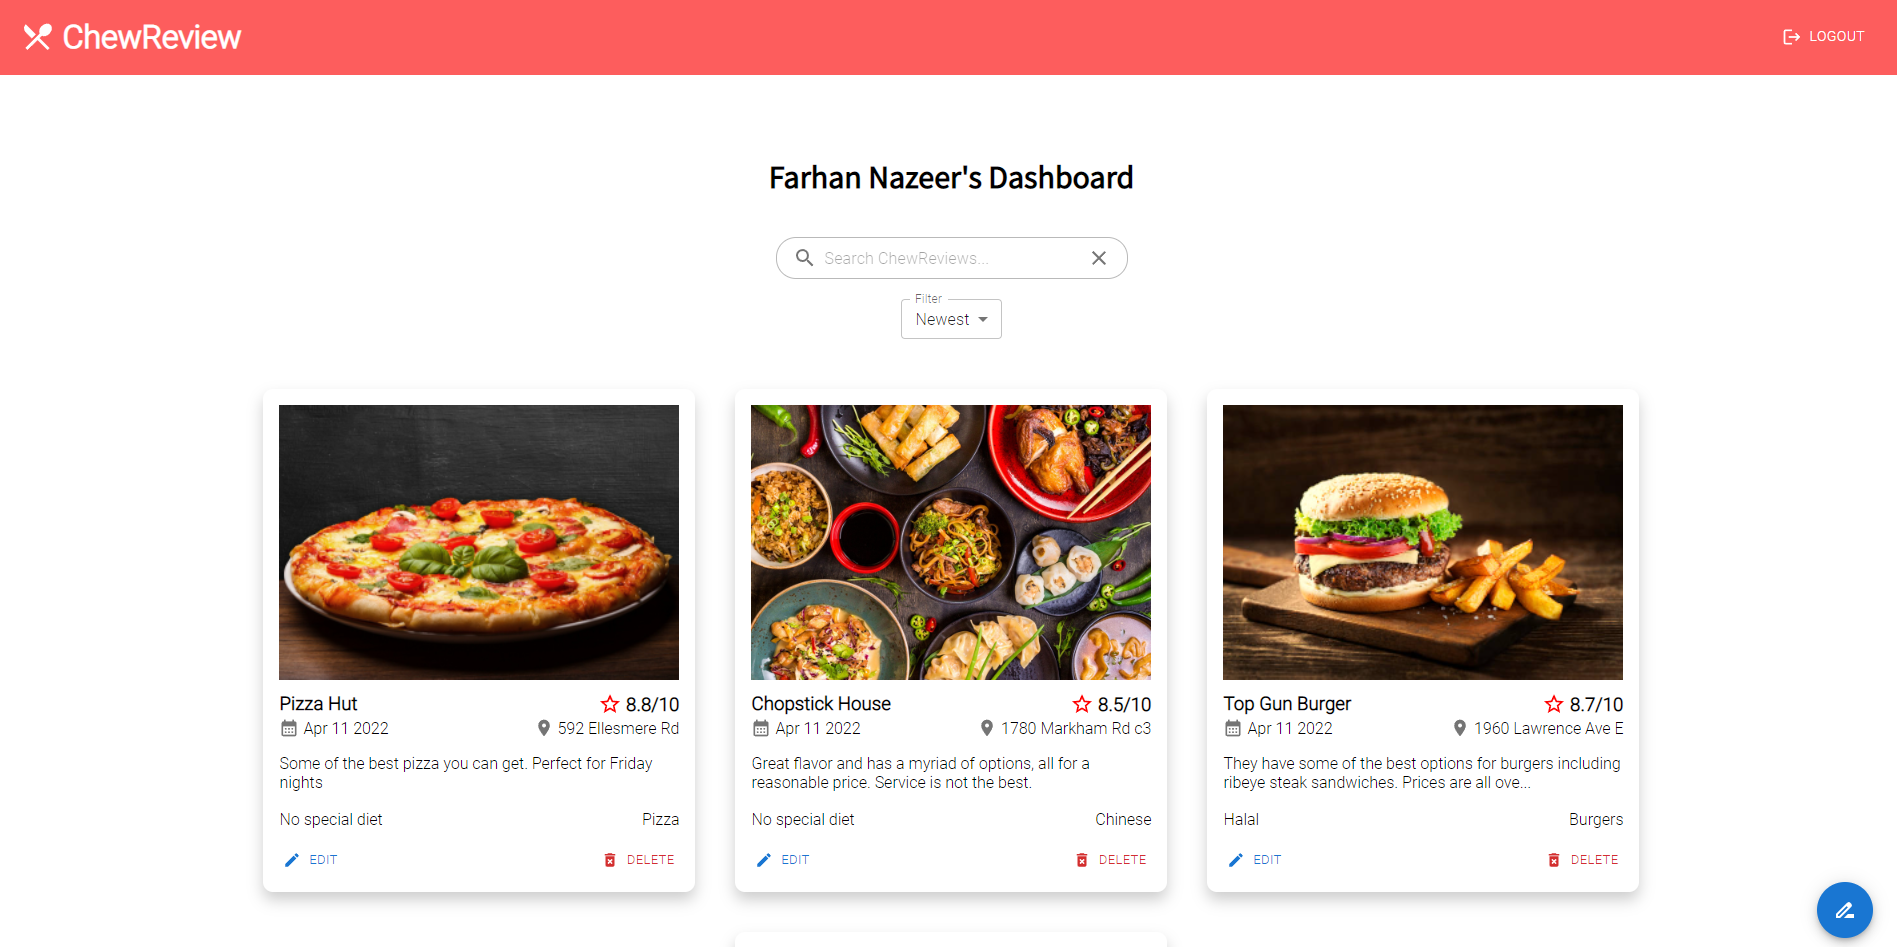 ChewReview
LOGOUT
Farhan Nazeer's Dashboard
Search ChewReviews...
Filter
Newest
Pizza Hut
8.8/10
Apr 11 2022
592 Ellesmere Rd
Some of the best pizza you can get. Perfect for Friday
nights
No special diet
Pizza
EDIT
DELETE
Chopstick House
8.5/10
Apr 11 2022
1780 Markham Rd c3
Great flavor and has a myriad of options, all for a
reasonable price. Service is not the best.
No special diet
Chinese
EDIT
DELETE
Top Gun Burger
8.7/10
Apr 11 2022
1960 Lawrence Ave E
They have some of the best options for burgers including
ribeye steak sandwiches. Prices are all ove...
Halal
Burgers
EDIT
DELETE